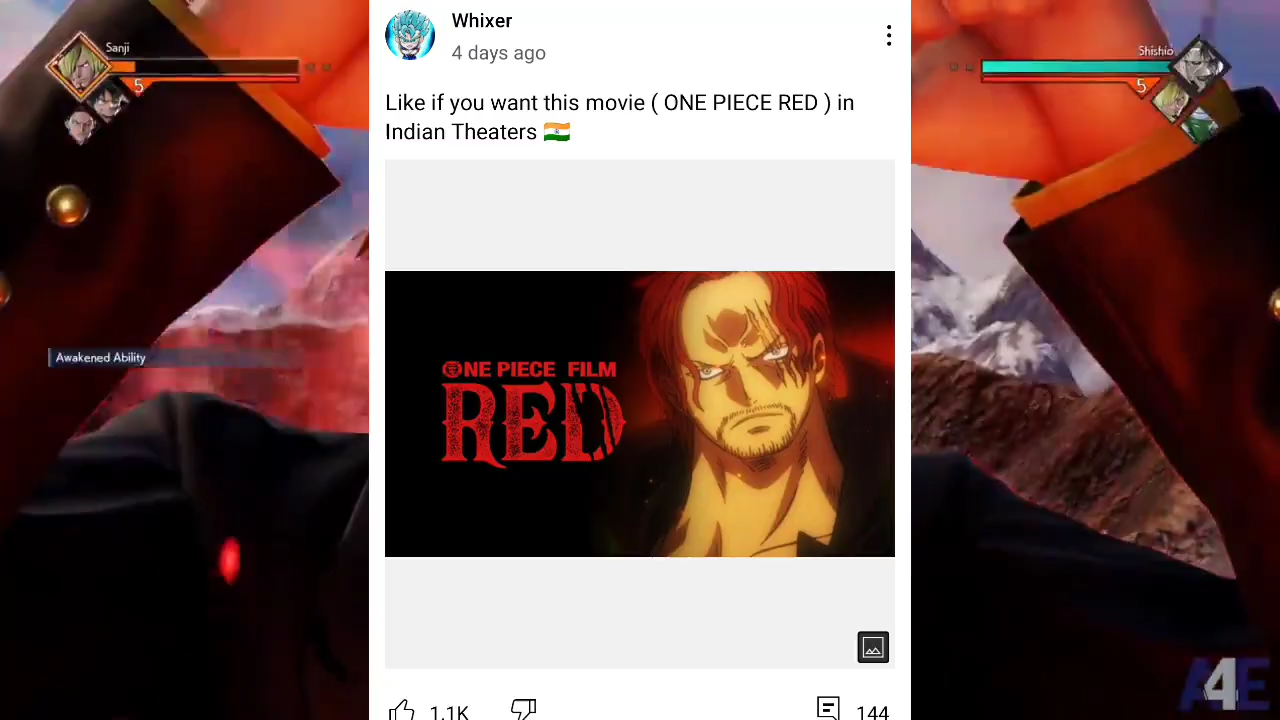 Sanji
5
Awakened Ability
Whixer
4 days ago
Like if you want this movie ( ONE PIECE RED ) in
Indian Theaters 🇮🇳
ONE PIECE FILM
RED
1.1K
144
Shishio
5
A4E